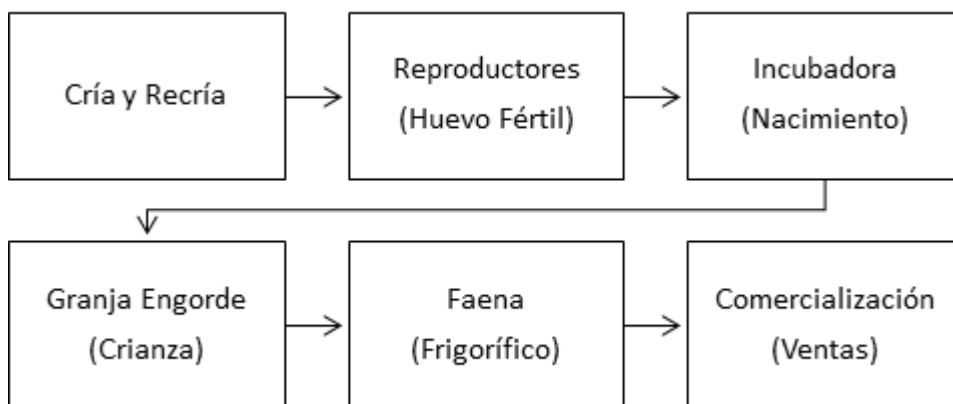 Cría y Recría
Reproductores
(Huevo Fértil)
Incubadora
(Nacimiento)
Granja Engorde
(Crianza)
Faena
(Frigorífico)
Comercialización
(Ventas)